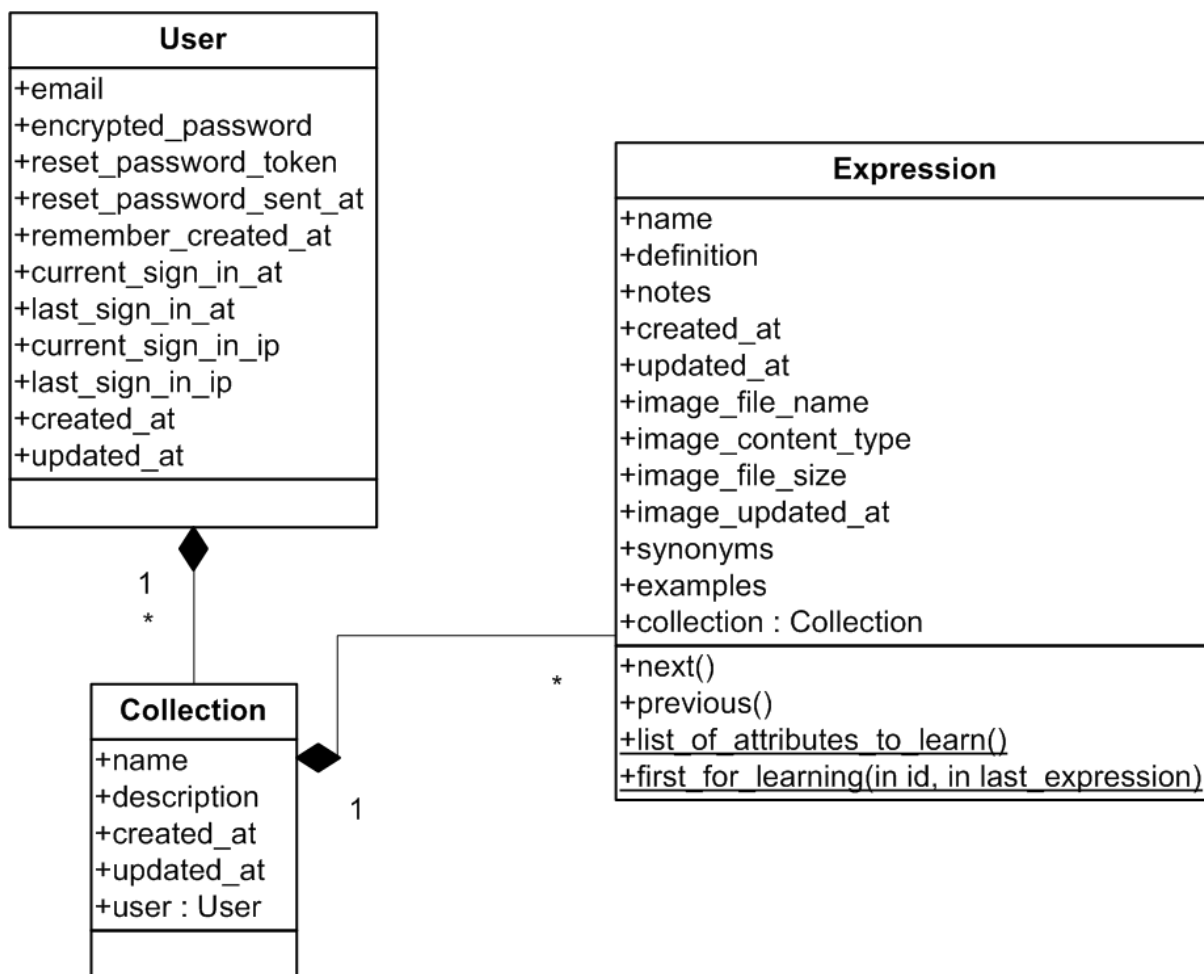 User
+email
+encrypted_password
+reset_password_token
+reset_password_sent_at
+remember_created_at
+current_sign_in_at
+last_sign_in_at
+current_sign_in_ip
+last_sign_in_ip
+created_at
+updated_at
1
*
Collection
+name
+description
+created_at
+updated_at
+user : User
1
*
Expression
+name
+definition
+notes
+created_at
+updated_at
+image_file_name
+image_content_type
+image_file_size
+image_updated_at
+synonyms
+examples
+collection : Collection
+next()
+previous()
+list_of_attributes_to_learn()
+first_for_learning(in id, in last_expression)